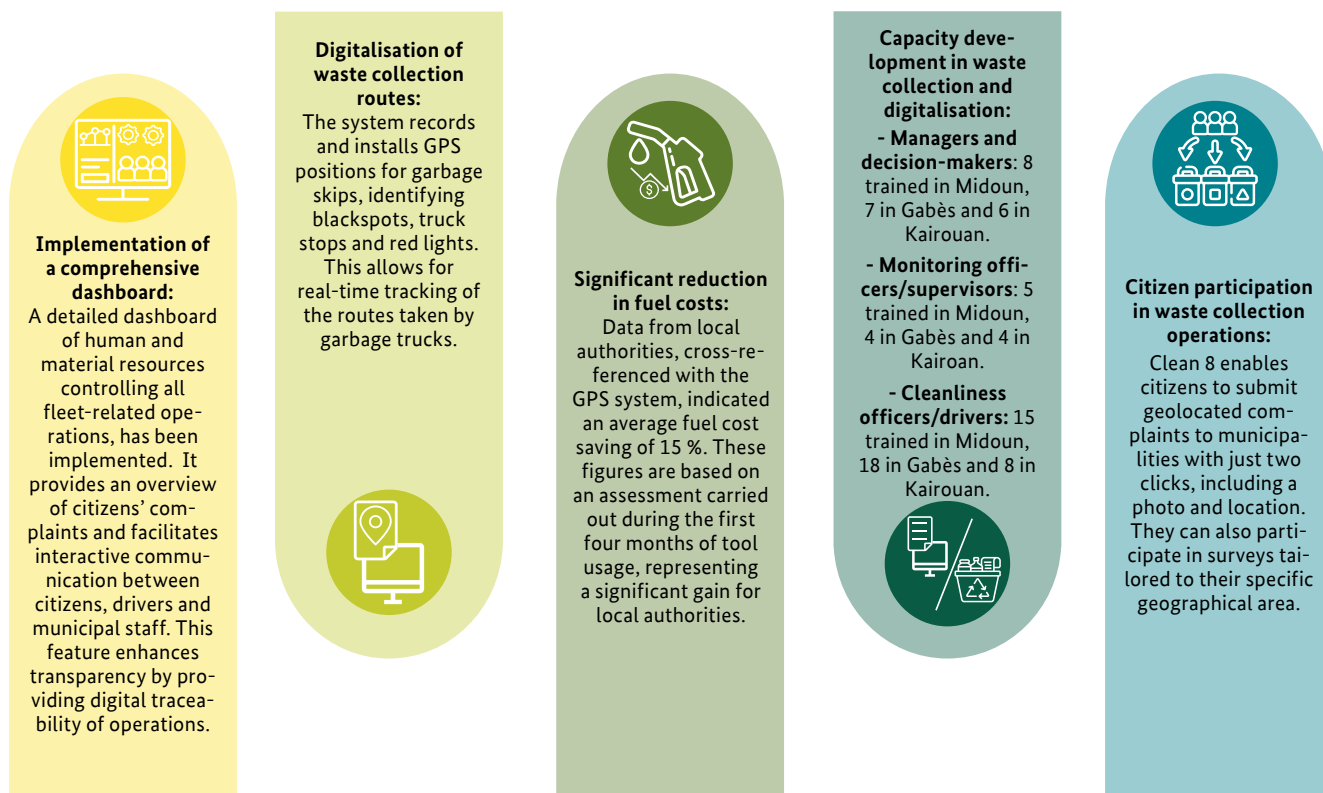 Implementation of
a comprehensive
dashboard:
A detailed dashboard
of human and
material resources
controlling all
fleet-related ope-
rations, has been
implemented. It
provides an overview
of citizens' com-
plaints and facilitates
interactive commu-
nication between
citizens, drivers and
municipal staff. This
feature enhances
transparency by pro-
viding digital tracea-
bility of operations.
Digitalisation of
waste collection
routes:
The system records
and installs GPS
positions for garbage
skips, identifying
blackspots, truck
stops and red lights.
This allows for
real-time tracking of
the routes taken by
garbage trucks.
Significant reduction
in fuel costs:
Data from local
authorities, cross-re-
ferenced with the
GPS system, indicated
an average fuel cost
saving of 15 %. These
figures are based on
an assessment carried
out during the first
four months of tool
usage, representing
a significant gain for
local authorities.
Capacity deve-
lopment in waste
collection and
digitalisation:
- Managers and
decision-makers: 8
trained in Midoun,
7 in Gabès and 6 in
Kairouan.
- Monitoring offi-
cers/supervisors: 5
trained in Midoun,
4 in Gabès and 4 in
Kairoan.
- Cleanliness
officers/drivers: 15
trained in Midoun,
18 in Gabès and 8 in
Kairouan.
Citizen participation
in waste collection
operations:
Clean 8 enables
citizens to submit
geolocated com-
plaints to municipa-
lities with just two
clicks, including a
photo and location.
They can also parti-
cipate in surveys tai-
lored to their specific
geographical area.